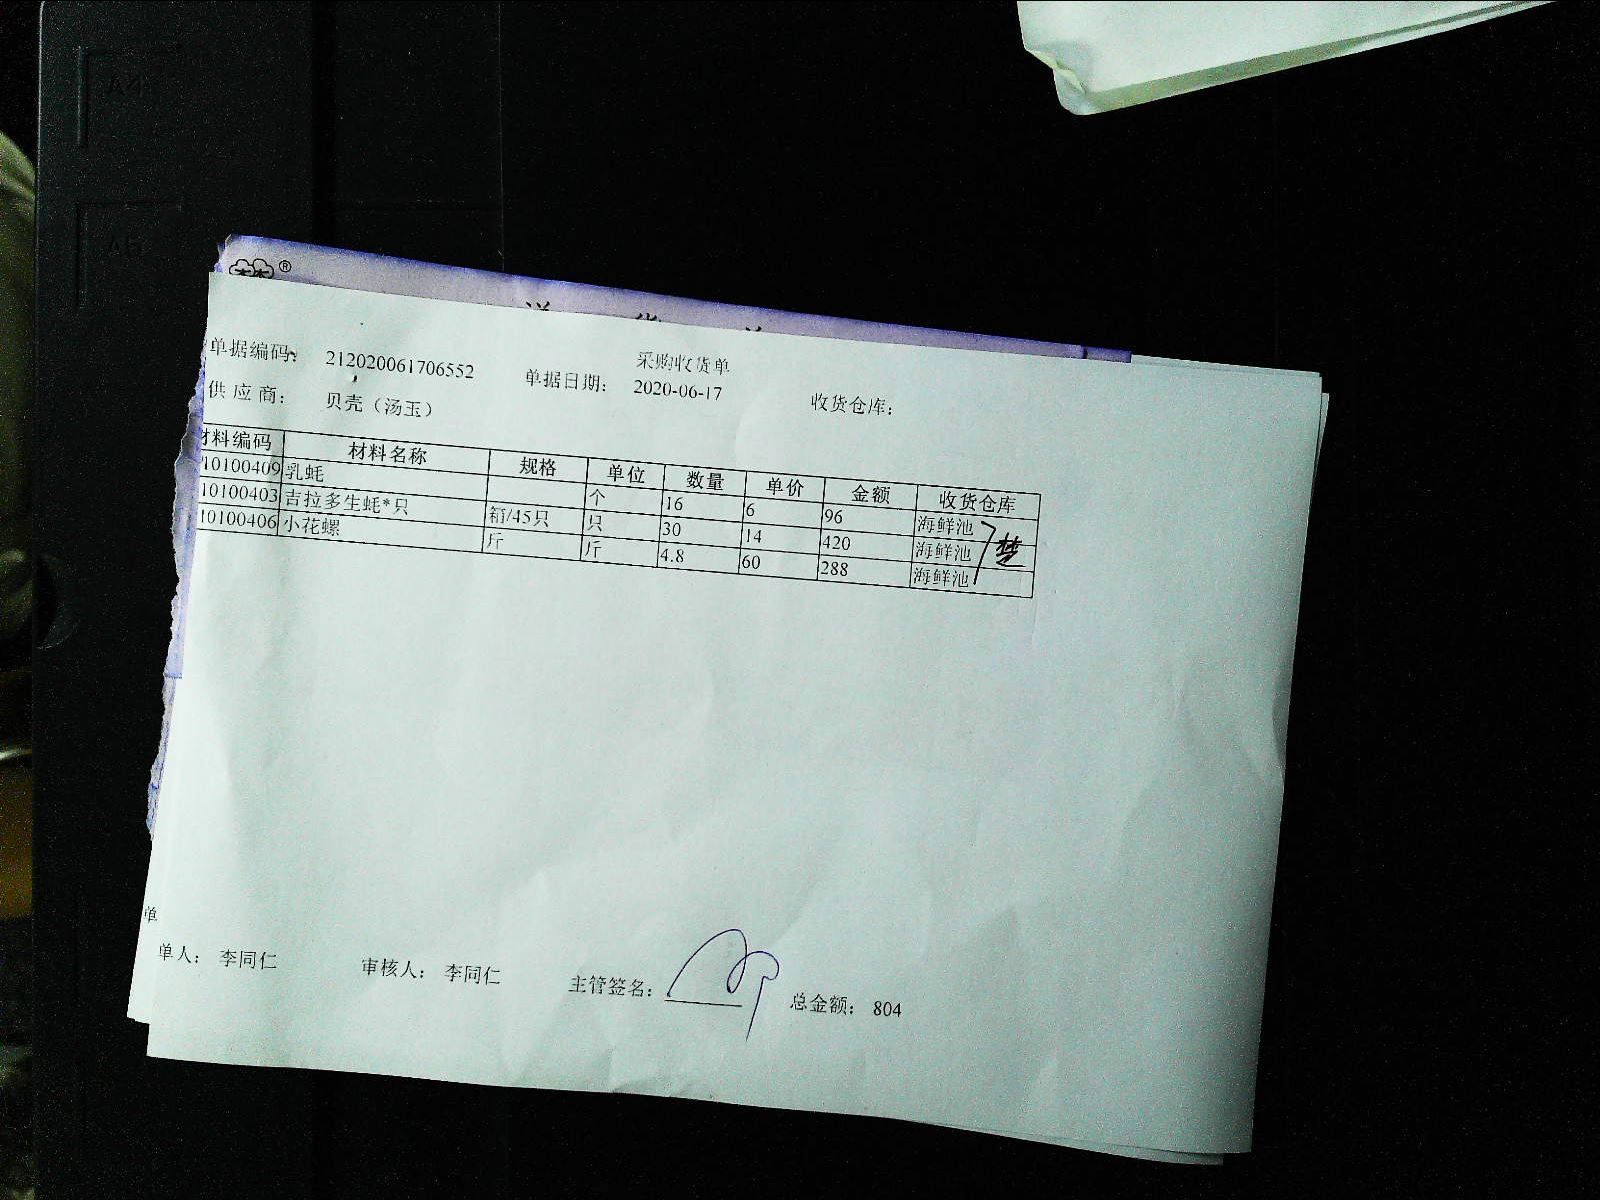 ®
采购收货单
单据编码: 212020061706552 单据日期: 2020-06-17 收货仓库:
供应商: 贝壳（汤玉）
材料编码 材料名称 规格 单位 数量 单价 金额 收货仓库
10100409 乳蚝 个 16 6 96 海鲜池
10100403 吉拉多生蚝*只 箱/45只 只 30 14 420 海鲜池
10100406 小花螺 斤 斤 4.8 60 288 海鲜池
单
单人: 李同仁 审核人: 李同仁 主管签名: 总金额: 804